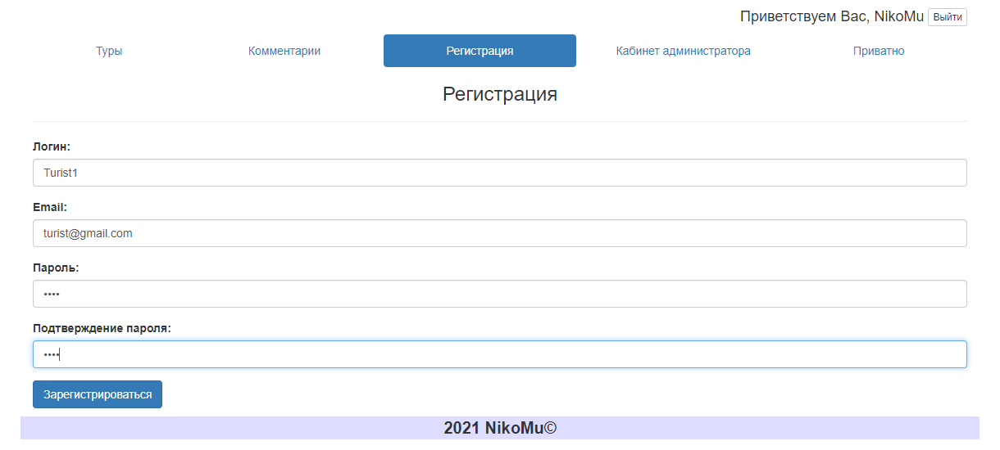 Приветствуем Вас, NikoMu Выйти
Туры Комментарии Регистрация Кабинет администратора Приватно
Регистрация
Логин:
Turist1
Email:
turist@gmail.com
Пароль:
••••
Подтверждение пароля:
••••
Зарегистрироваться
2021 NikoMu©